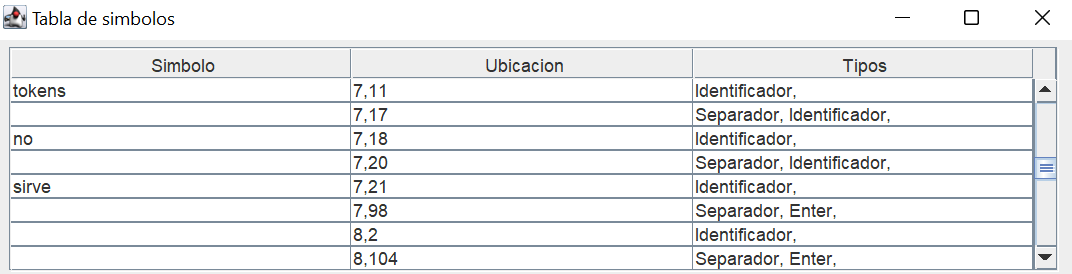 Tabla de simbolos
Simbolo Ubicacion Tipos
tokens 7,11 Identificador,
7,17 Separador, Identificador,
no 7,18 Identificador,
7,20 Separador, Identificador,
sirve 7,21 Identificador,
7,98 Separador, Enter,
8,2 Identificador,
8,104 Separador, Enter,